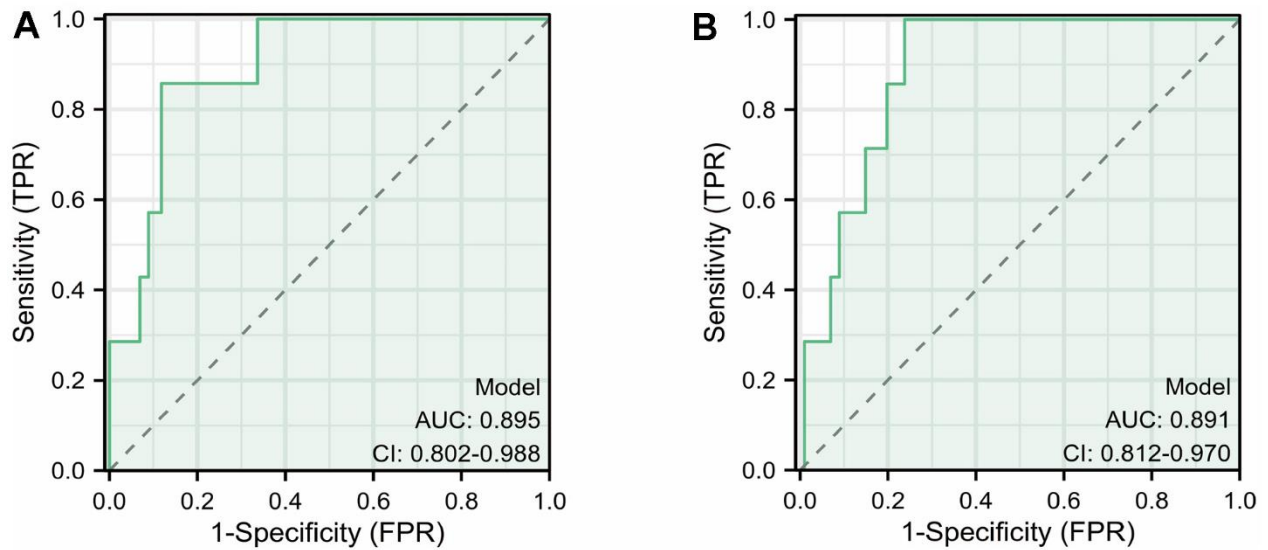 A
Sensitivity (TPR)
1.0
0.8
0.6
0.4
0.2
0.0
Model
AUC: 0.895
CI: 0.802-0.988
0.0 0.2 0.4 0.6 0.8 1.0
1-Specificity (FPR)
B
Sensitivity (TPR)
1.0
0.8
0.6
0.4
0.2
0.0
Model
AUC: 0.891
CI: 0.812-0.970
0.0 0.2 0.4 0.6 0.8 1.0
1-Specificity (FPR)